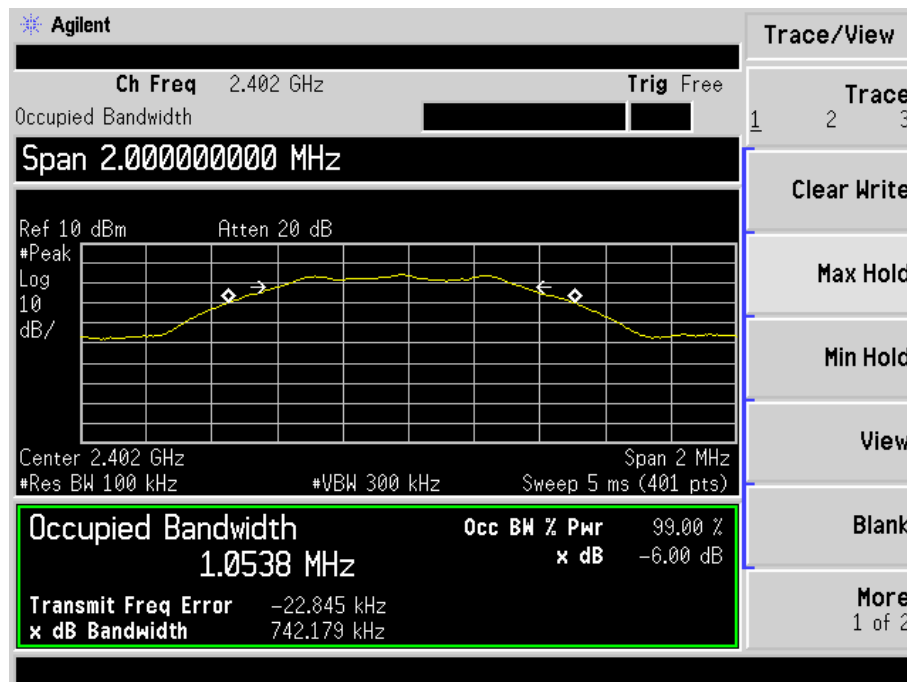 Agilent
Trace/View
Ch Freq 2.402 GHz Trig Free
Occupied Bandwidth
Trace
1 2 3
Span 2.000000000 MHz
Clear Write
Ref 10 dBm Atten 20 dB
#Peak
Log
10
dB/
Max Hold
Min Hold
View
Center 2.402 GHz Span 2 MHz
#Res BW 100 kHz #VBW 300 kHz Sweep 5 ms (401 pts)
Blank
Occupied Bandwidth Occ BW % Pwr 99.00 %
1.0538 MHz x dB -6.00 dB
Transmit Freq Error -22.845 kHz
x dB Bandwidth 742.179 kHz
More
1 of 2